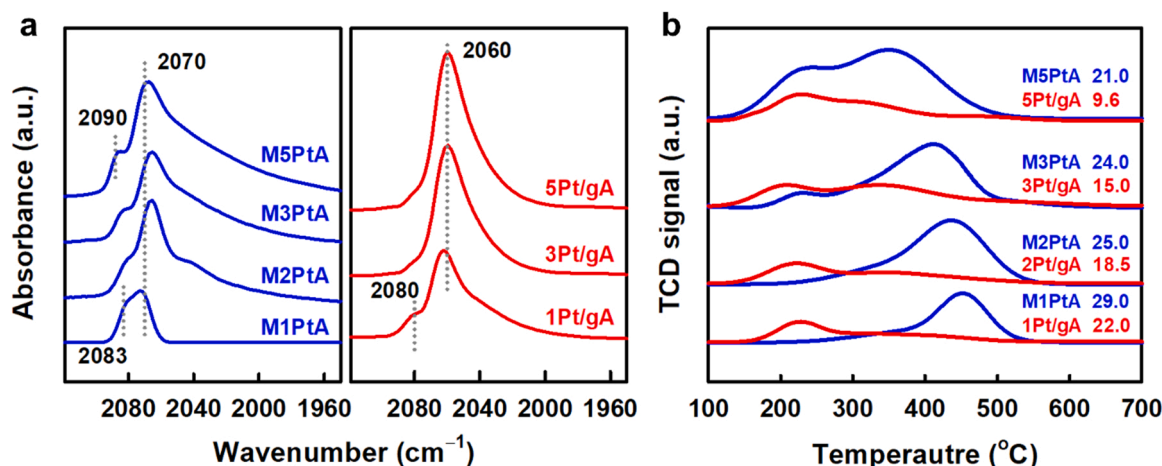 a
Absorbance (a.u.)
2070
2090
M5PtA
M3PtA
M2PtA
M1PtA
2083
2080 2040 2000 1960
2060
5Pt/gA
3Pt/gA
2080
1Pt/gA
2080 2040 2000 1960
Wavenumber (cm⁻¹)
b
TCD signal (a.u.)
M5PtA 21.0
5Pt/gA 9.6
M3PtA 24.0
3Pt/gA 15.0
M2PtA 25.0
2Pt/gA 18.5
M1PtA 29.0
1Pt/gA 22.0
100 200 300 400 500 600 700
Temperautre (°C)